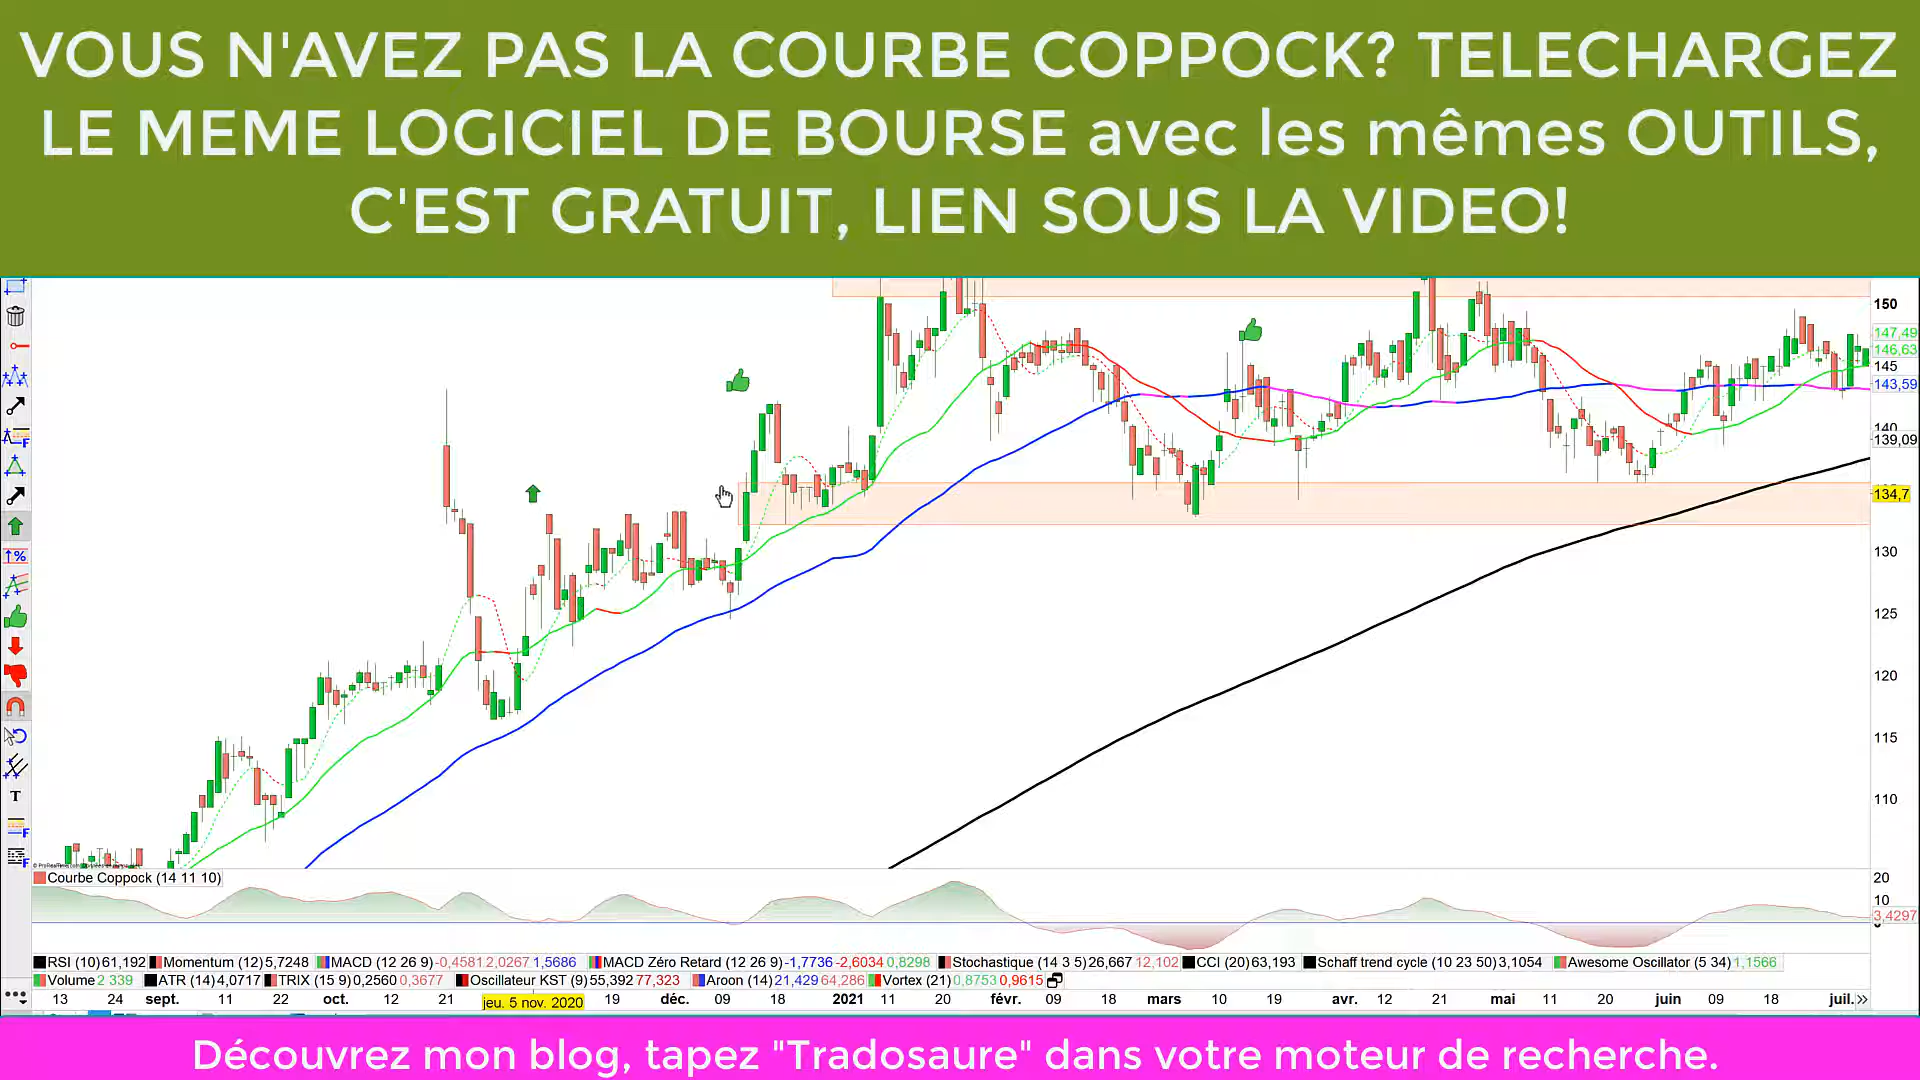 VOUS N'AVEZ PAS LA COURBE COPPOCK? TELECHARGEZ
LE MEME LOGICIEL DE BOURSE avec les mêmes OUTILS,
C'EST GRATUIT, LIEN SOUS LA VIDEO!
150
147,49
146,63
145
143,59
140
139,09
134,7
130
125
120
115
110
Courbe Coppock (14 11 10)
20
10
3,4297
RSI (10)61,192 Momentum (12)5,7248 MACD (12 26 9)-0,4581 2,0267 1,5686 MACD Zéro Retard (12 26 9)-1,7736 -2,6034 0,8298 Stochastique (14 3 5)26,667 12,102 CCI (20)63,193 Schaff trend cycle (10 23 50)3,1054 Awesome Oscillator (5 34)1,1566
Volume 2 339 ATR (14)4,0717 TRIX (15 9)0,2560 0,3677 Oscillateur KST (9)55,392 77,323 Aroon (14)21,429 64,286 Vortex (21)0,8753 0,9615
13 24 sept. 11 22 oct. 12 21 jeu. 5 nov. 2020 19 déc. 09 20 2021 11 20 févr. 09 18 mars 10 19 avr. 12 21 mai 11 20 juin 09 18 juil.
Découvrez mon blog, tapez "Tradosaure" dans votre moteur de recherche.